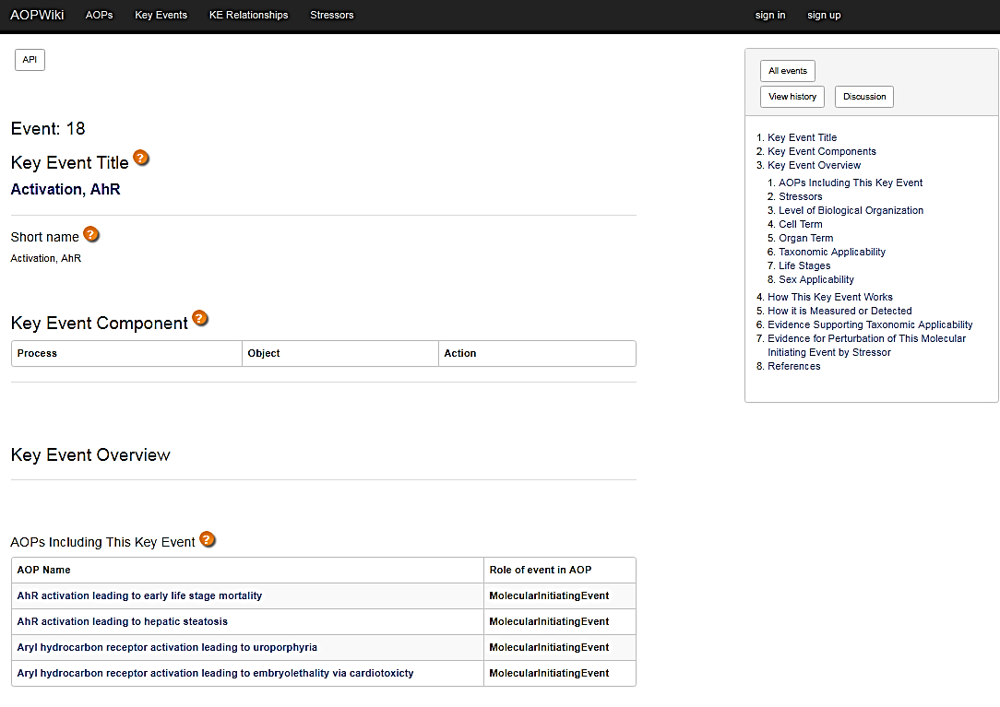 AOPWiki AOPs Key Events KE Relationships Stressors sign in sign up
API
Event: 18
Key Event Title ?
Activation, AhR
Short name ?
Activation, AhR
Key Event Component ?
Process Object Action
Key Event Overview
AOPs Including This Key Event ?
AOP Name Role of event in AOP
AhR activation leading to early life stage mortality MolecularInitiatingEvent
AhR activation leading to hepatic steatosis MolecularInitiatingEvent
Aryl hydrocarbon receptor activation leading to uroporphyria MolecularInitiatingEvent
Aryl hydrocarbon receptor activation leading to embryolethality via cardiotoxicty MolecularInitiatingEvent
All events
View history Discussion
1. Key Event Title
2. Key Event Components
3. Key Event Overview
1. AOPs Including This Key Event
2. Stressors
3. Level of Biological Organization
4. Cell Term
5. Organ Term
6. Taxonomic Applicability
7. Life Stages
8. Sex Applicability
4. How This Key Event Works
5. How it is Measured or Detected
6. Evidence Supporting Taxonomic Applicability
7. Evidence for Perturbation of This Molecular
Initiating Event by Stressor
8. References